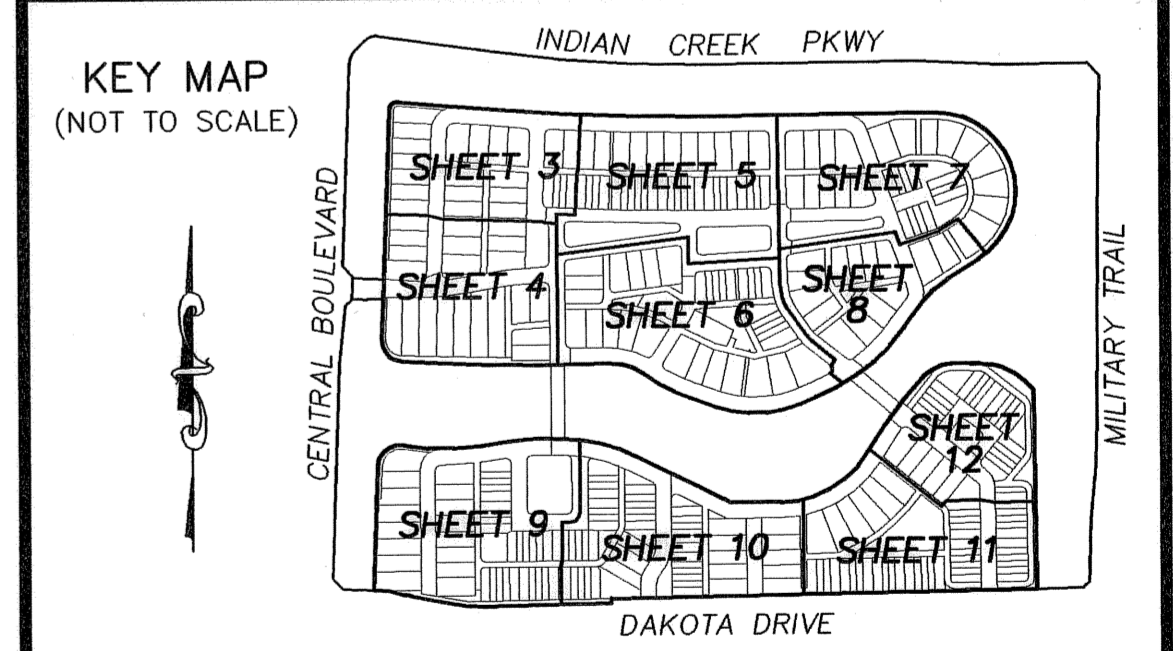 INDIAN CREEK PKWY
KEY MAP
(NOT TO SCALE)
SHEET 3
SHEET 5
SHEET 7
CENTRAL BOULEVARD
MILITARY TRAIL
SHEET 4
SHEET 6
SHEET
8
SHEET
12
SHEET 9
SHEET 10
SHEET 11
DAKOTA DRIVE